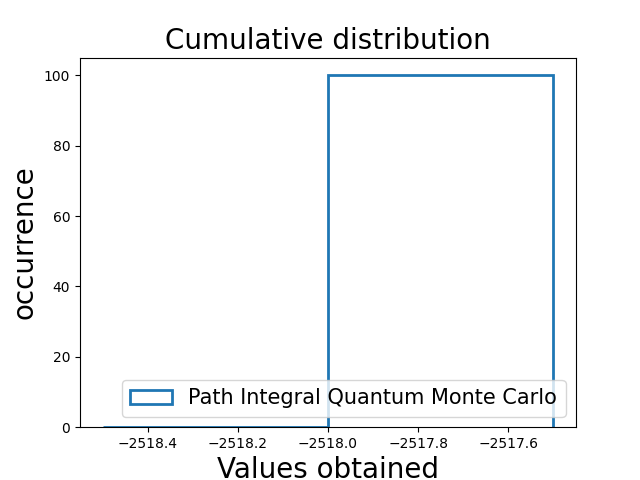 Cumulative distribution
100
80
60
40
20
0
occurrence
Path Integral Quantum Monte Carlo
−2518.4 −2518.2 −2518.0 −2517.8 −2517.6
Values obtained